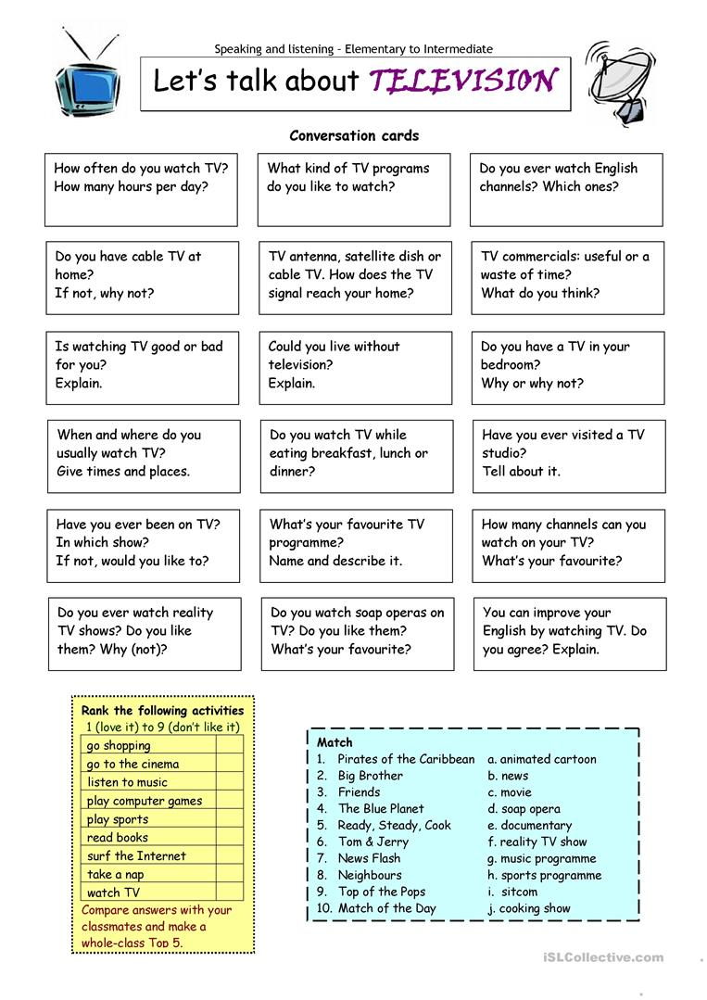 Speaking and listening – Elementary to Intermediate
Let's talk about TELEVISION
Conversation cards
How often do you watch TV?
How many hours per day?
What kind of TV programs
do you like to watch?
Do you ever watch English
channels? Which ones?
Do you have cable TV at
home?
If not, why not?
TV antenna, satellite dish or
cable TV. How does the TV
signal reach your home?
TV commercials: useful or a
waste of time?
What do you think?
Is watching TV good or bad
for you?
Explain.
Could you live without
television?
Explain.
Do you have a TV in your
bedroom?
Why or why not?
When and where do you
usually watch TV?
Give times and places.
Do you watch TV while
eating breakfast, lunch or
dinner?
Have you ever visited a TV
studio?
Tell about it.
Have you ever been on TV?
In which show?
If not, would you like to?
What's your favourite TV
programme?
Name and describe it.
How many channels can you
watch on your TV?
What's your favourite?
Do you ever watch reality
TV shows? Do you like
them? Why (not)?
Do you watch soap operas on
TV? Do you like them?
What's your favourite?
You can improve your
English by watching TV. Do
you agree? Explain.
Rank the following activities
1 (love it) to 9 (don't like it)
go shopping
go to the cinema
listen to music
play computer games
play sports
read books
surf the Internet
take a nap
watch TV
Compare answers with your
classmates and make a
whole-class Top 5.
Match
1. Pirates of the Caribbean a. animated cartoon
2. Big Brother b. news
3. Friends c. movie
4. The Blue Planet d. soap opera
5. Ready, Steady, Cook e. documentary
6. Tom & Jerry f. reality TV show
7. News Flash g. music programme
8. Neighbours h. sports programme
9. Top of the Pops i. sitcom
10. Match of the Day j. cooking show
iSLCollective.com